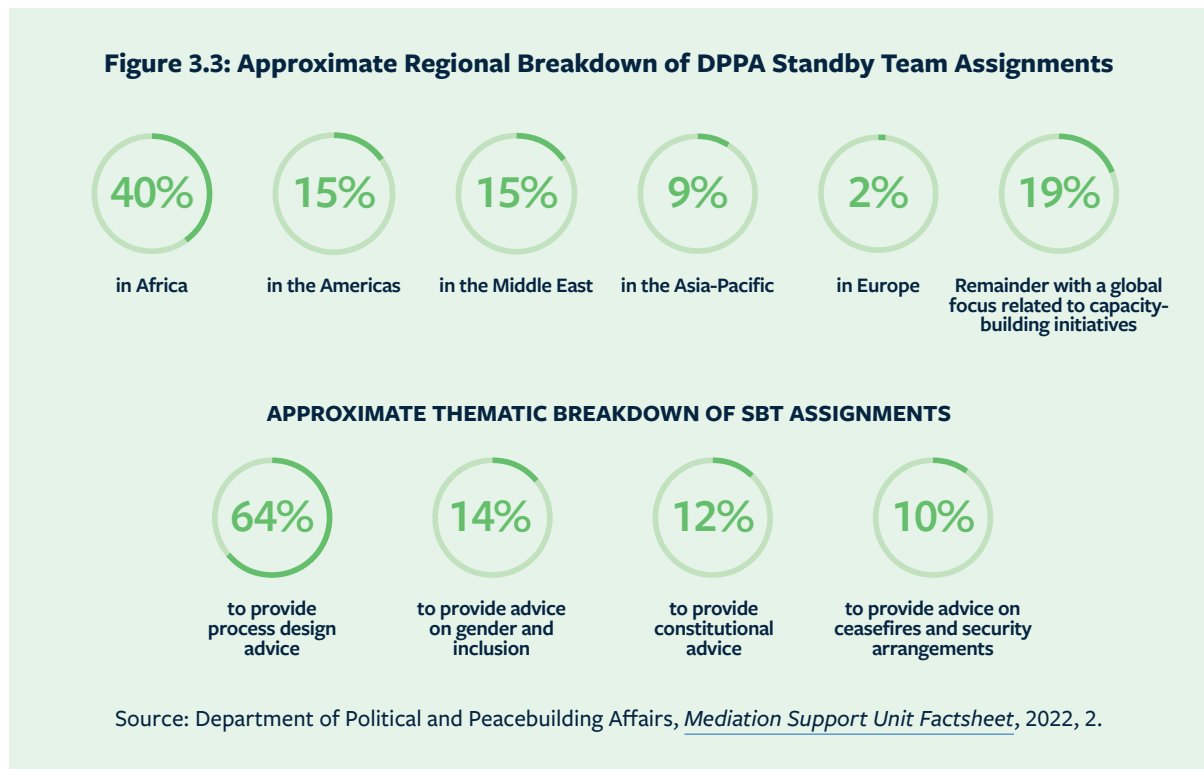 Figure 3.3: Approximate Regional Breakdown of DPPA Standby Team Assignments
40%
15%
15%
9%
2%
19%
in Africa
in the Americas
in the Middle East
in the Asia-Pacific
in Europe
Remainder with a global
focus related to capacity-
building initiatives
APPROXIMATE THEMATIC BREAKDOWN OF SBT ASSIGNMENTS
64%
14%
12%
10%
to provide
process design
advice
to provide advice
on gender and
inclusion
to provide
constitutional
advice
to provide advice on
ceasefires and security
arrangements
Source: Department of Political and Peacebuilding Affairs, Mediation Support Unit Factsheet, 2022, 2.